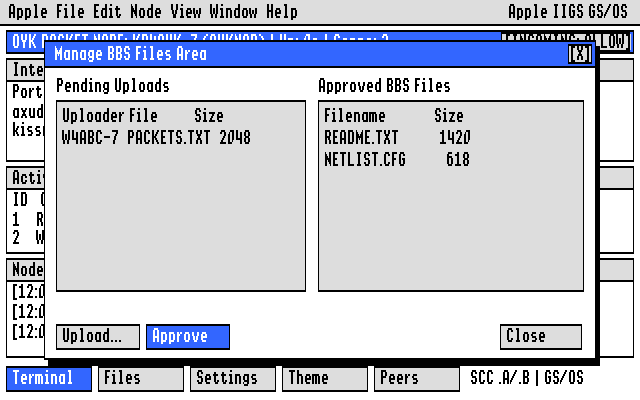 Apple File Edit Node View Window Help Apple IIGS GS/OS
Manage BBS Files Area [X]
Pending Uploads
Approved BBS Files
Uploader File Size
W4ABC-7 PACKETS.TXT 2048
Filename Size
README.TXT 1420
NETLIST.CFG 618
Inte
Port
axud
kiss
Activ
ID
1 R
2 W
Node
[12:0
[12:0
[12:0
Upload... Approve Close
Terminal Files Settings Theme Peers SCC .A/.B | GS/OS